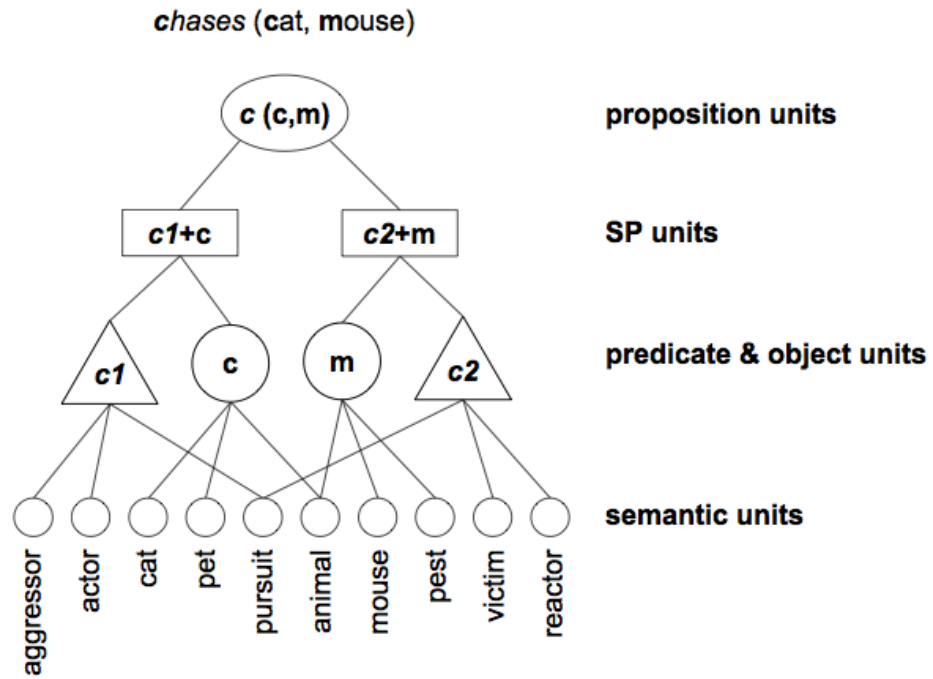 chases (cat, mouse)
c (c,m)
proposition units
c1+c
c2+m
SP units
c1
c
m
c2
predicate & object units
semantic units
aggressor
actor
cat
pet
pursuit
animal
mouse
pest
victim
reactor